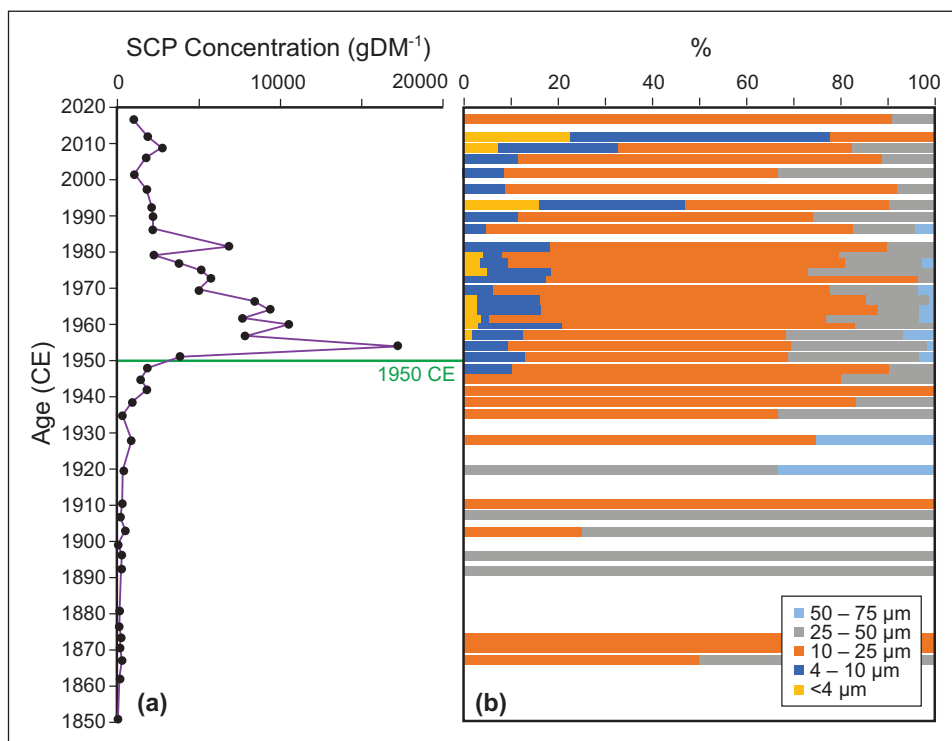 SCP Concentration (gDM⁻¹)
%
0 10000 20000
0 20 40 60 80 100
2020
2010
2000
1990
1980
1970
1960
1950
1940
1930
1920
1910
1900
1890
1880
1870
1860
1850
Age (CE)
1950 CE
(a)
(b)
50 – 75 µm
25 – 50 µm
10 – 25 µm
4 – 10 µm
<4 µm